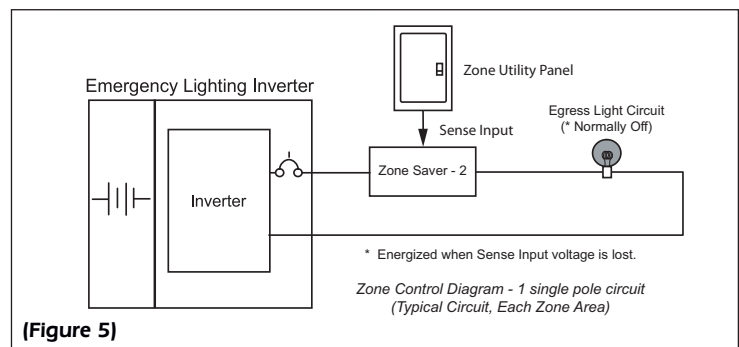 Zone Utility Panel
Emergency Lighting Inverter
Egress Light Circuit
(* Normally Off)
Sense Input
Zone Saver - 2
Inverter
* Energized when Sense Input voltage is lost.
Zone Control Diagram - 1 single pole circuit
(Typical Circuit, Each Zone Area)
(Figure 5)